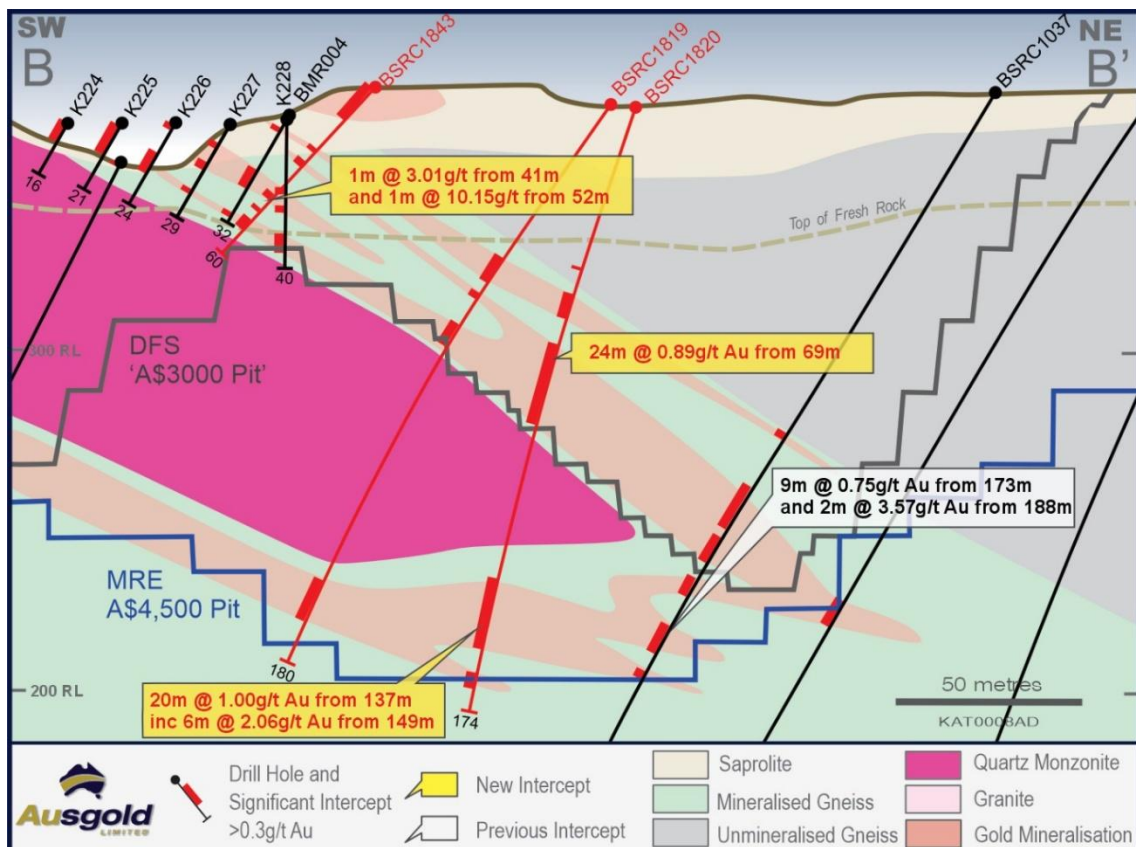 SW
B
NE
B'
K224
K225
K226
K227
K228
BMR004
BSRC1843
BSRC1819
BSRC1820
BSRC1037
16
21
24
29
32
60
40
1m @ 3.01g/t from 41m
and 1m @ 10.15g/t from 52m
Top of Fresh Rock
300 RL
DFS
'A$3000 Pit'
24m @ 0.89g/t Au from 69m
9m @ 0.75g/t Au from 173m
and 2m @ 3.57g/t Au from 188m
MRE
A$4,500 Pit
180
200 RL
20m @ 1.00g/t Au from 137m
inc 6m @ 2.06g/t Au from 149m
174
50 metres
KAT0008AD
Ausgold
LIMITED
Drill Hole and
Significant Intercept
>0.3g/t Au
New Intercept
Previous Intercept
Saprolite
Mineralised Gneiss
Unmineralised Gneiss
Quartz Monzonite
Granite
Gold Mineralisation